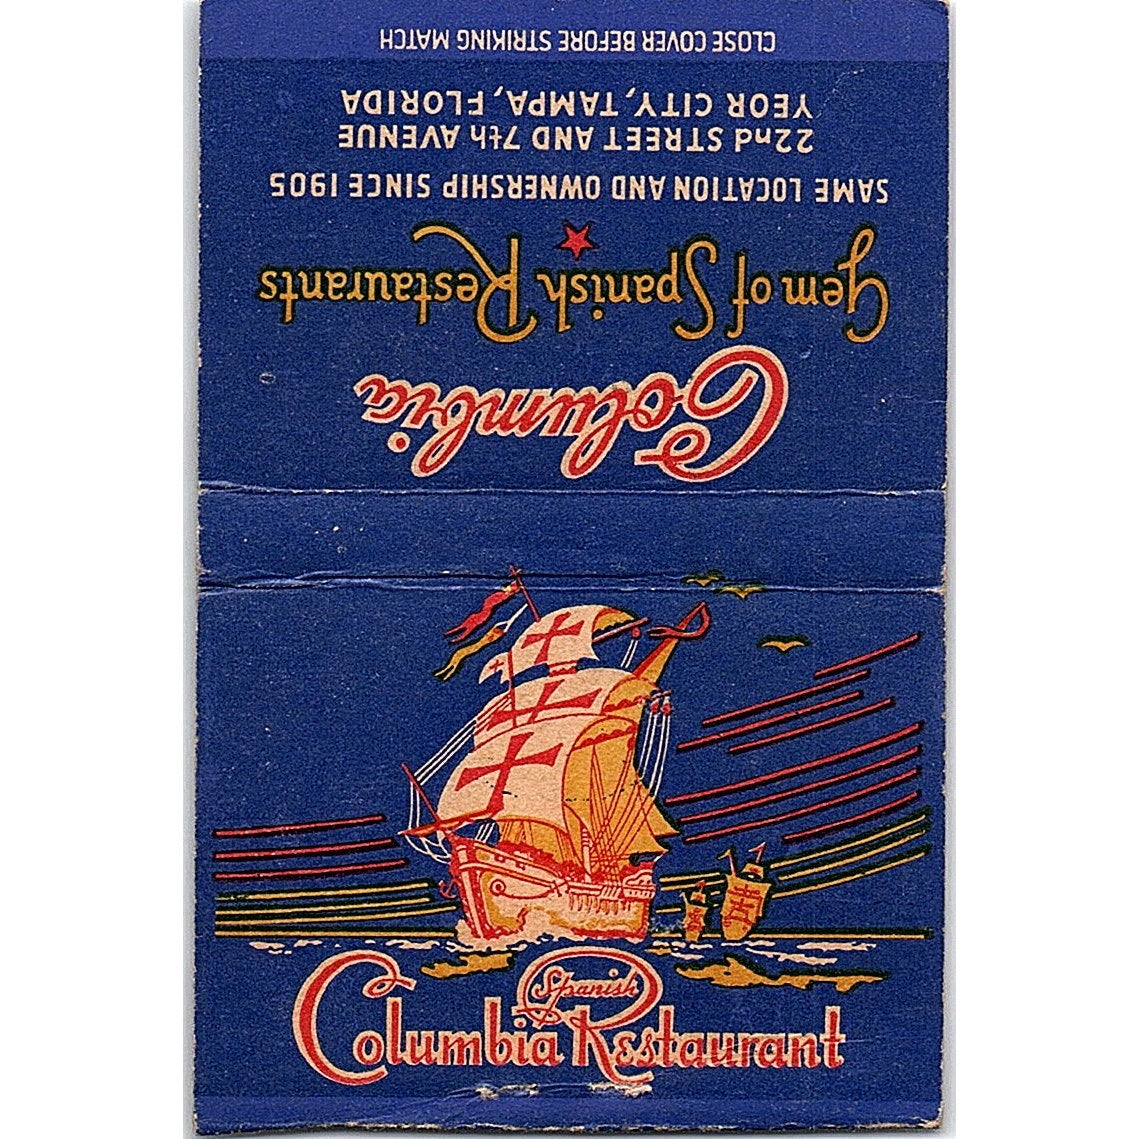 Columbia
Gem of Spanish Restaurants
SAME LOCATION AND OWNERSHIP SINCE 1905
22nd STREET AND 7th AVENUE
YEOR CITY, TAMPA, FLORIDA
CLOSE COVER BEFORE STRIKING MATCH
Spanish
Columbia Restaurant